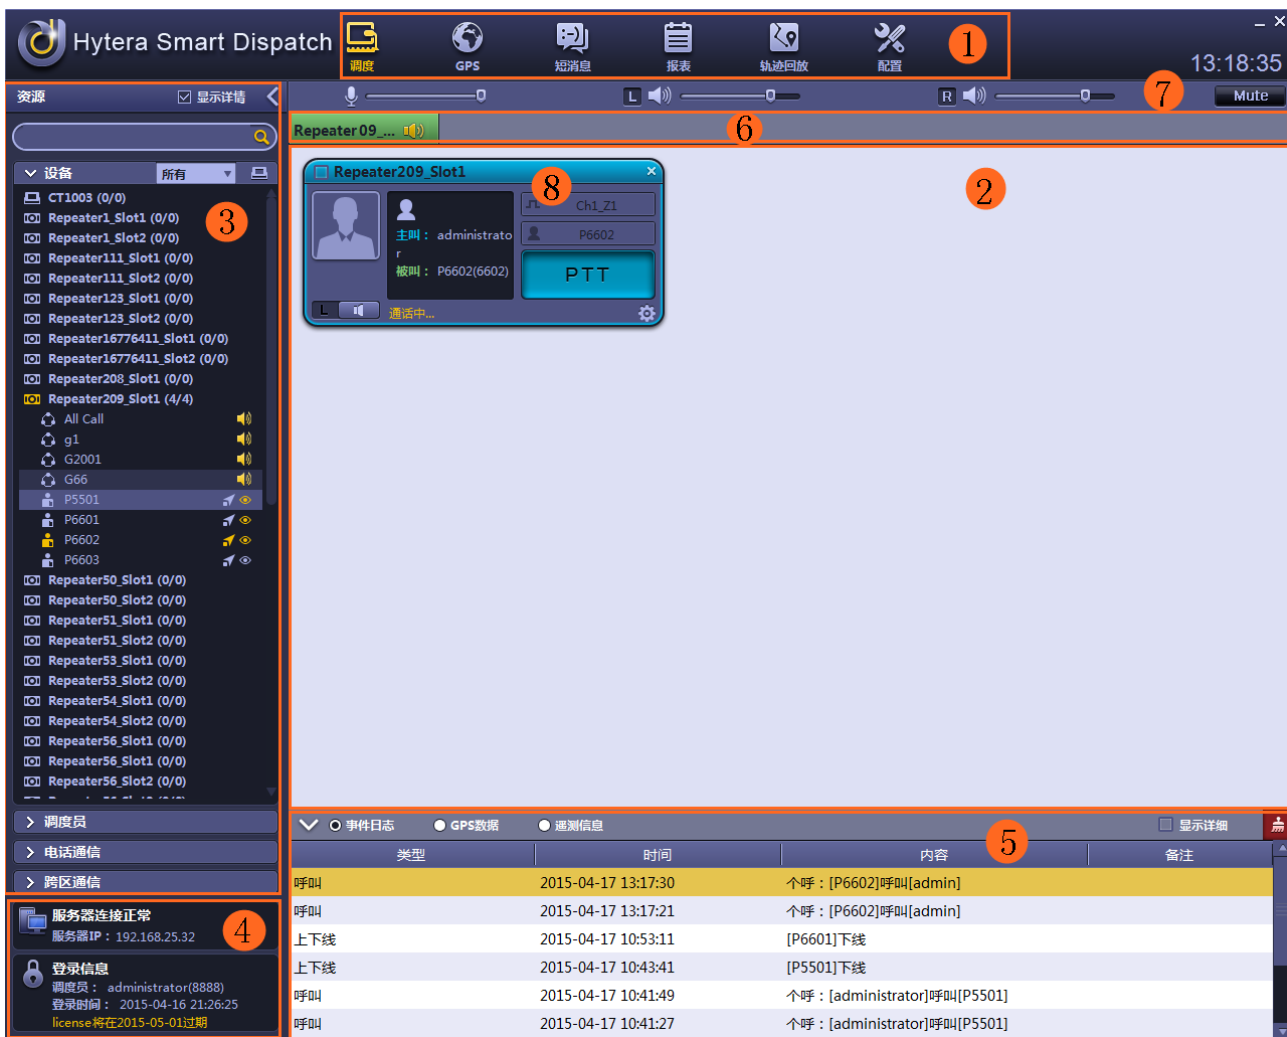 Hytera Smart Dispatch
调度
GPS
短消息
报表
轨迹回放
配置
1
13:18:35
资源
显示详情
L
R
7
Mute
Repeater09_...
6
设备
所有
3
CT1003 (0/0)
Repeater1_Slot1 (0/0)
Repeater1_Slot2 (0/0)
Repeater111_Slot1 (0/0)
Repeater111_Slot2 (0/0)
Repeater123_Slot1 (0/0)
Repeater123_Slot2 (0/0)
Repeater16776411_Slot1 (0/0)
Repeater16776411_Slot2 (0/0)
Repeater208_Slot1 (0/0)
Repeater209_Slot1 (4/4)
All Call
g1
G2001
G66
P5501
P6601
P6602
P6603
Repeater50_Slot1 (0/0)
Repeater50_Slot2 (0/0)
Repeater51_Slot1 (0/0)
Repeater51_Slot2 (0/0)
Repeater53_Slot1 (0/0)
Repeater53_Slot2 (0/0)
Repeater54_Slot1 (0/0)
Repeater54_Slot2 (0/0)
Repeater56_Slot1 (0/0)
Repeater56_Slot1 (0/0)
Repeater56_Slot2 (0/0)
调度员
电话通信
跨区通信
服务器连接正常
服务器IP：192.168.25.32
4
登录信息
调度员： administrator(8888)
登录时间： 2015-04-16 21:26:25
license将在2015-05-01过期
Repeater209_Slot1
8
2
主叫： administrato
r
被叫： P6602(6602)
Ch1_Z1
P6602
PTT
L
通话中...
事件日志
GPS数据
遥测信息
5
显示详细
类型 时间 内容 备注
呼叫 2015-04-17 13:17:30 个呼：[P6602]呼叫[admin]
呼叫 2015-04-17 13:17:21 个呼：[P6602]呼叫[admin]
上下线 2015-04-17 10:53:11 [P6601]下线
上下线 2015-04-17 10:43:41 [P5501]下线
呼叫 2015-04-17 10:41:49 个呼：[administrator]呼叫[P5501]
呼叫 2015-04-17 10:41:27 个呼：[administrator]呼叫[P5501]